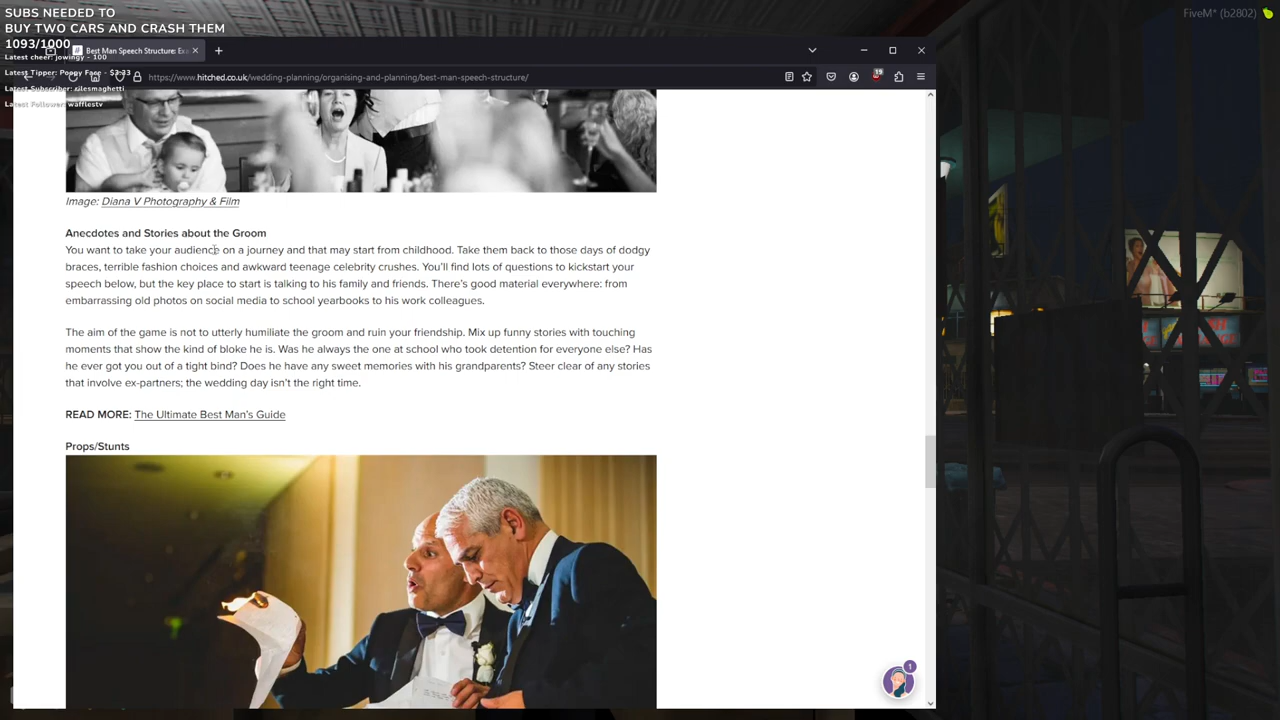 SUBS NEEDED TO
BUY TWO CARS AND CRASH THEM
1093/1000
Latest cheer: jowingy - 100
Latest Tipper: Poppy Face - $3.33
Latest Subscriber: xilesmaghetti
Latest Follower: wafflestv
FiveM* (b2802)
Best Man Speech Structure: Ex
https://www.hitched.co.uk/wedding-planning/organising-and-planning/best-man-speech-structure/
19
Image: Diana V Photography & Film
Anecdotes and Stories about the Groom
You want to take your audience on a journey and that may start from childhood. Take them back to those days of dodgy
braces, terrible fashion choices and awkward teenage celebrity crushes. You’ll find lots of questions to kickstart your
speech below, but the key place to start is talking to his family and friends. There’s good material everywhere: from
embarrassing old photos on social media to school yearbooks to his work colleagues.
The aim of the game is not to utterly humiliate the groom and ruin your friendship. Mix up funny stories with touching
moments that show the kind of bloke he is. Was he always the one at school who took detention for everyone else? Has
he ever got you out of a tight bind? Does he have any sweet memories with his grandparents? Steer clear of any stories
that involve ex-partners; the wedding day isn’t the right time.
READ MORE: The Ultimate Best Man’s Guide
Props/Stunts
1